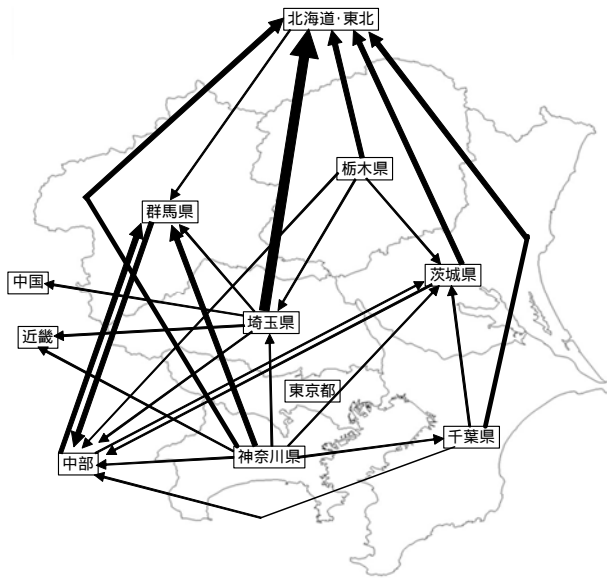 北海道・東北
栃木県
群馬県
茨城県
中国
埼玉県
近畿
東京都
千葉県
中部
神奈川県